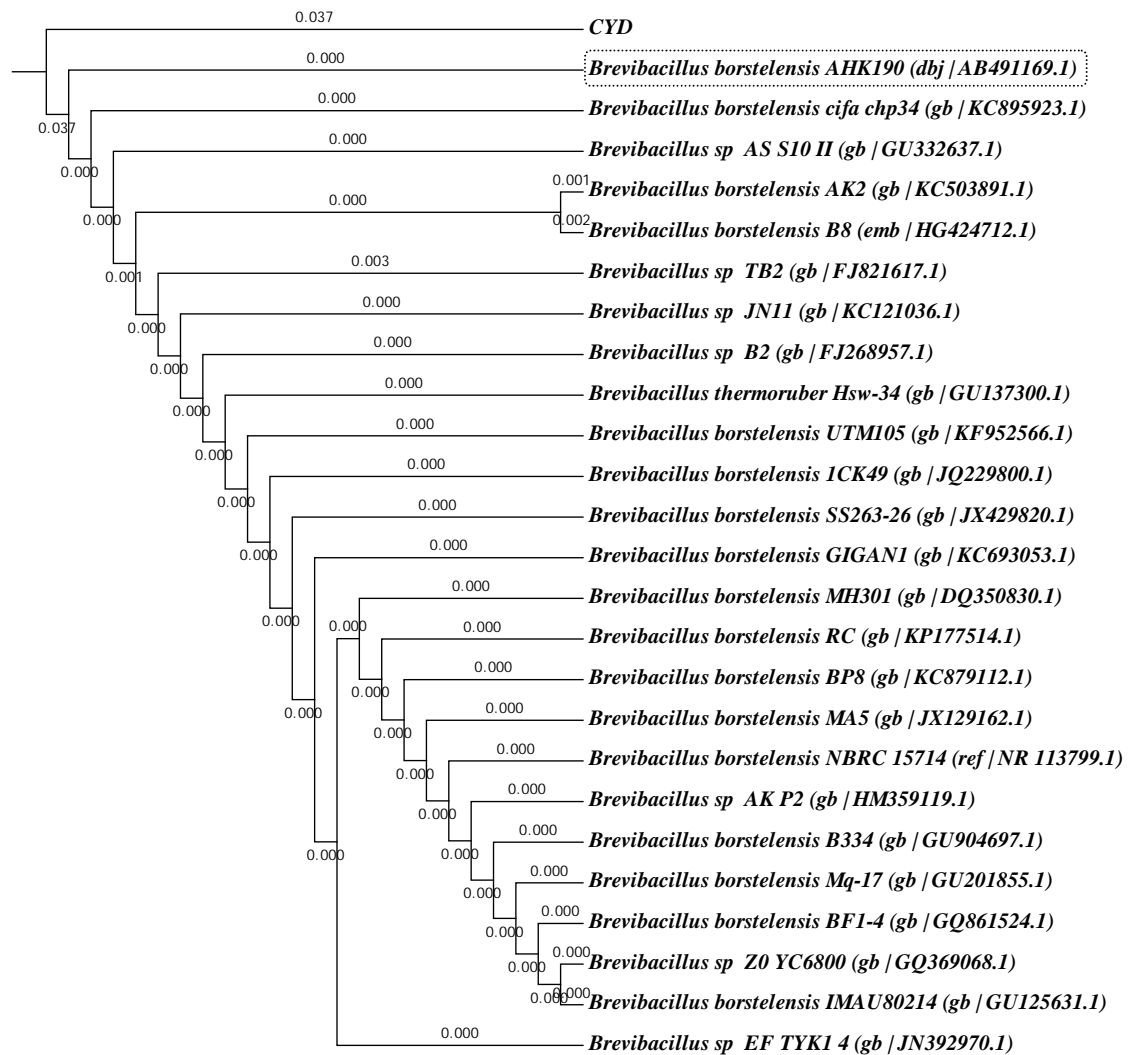 0.037
CYD
0.000
Brevibacillus borstelensis AHK190 (dbj | AB491169.1)
0.037
0.000
Brevibacillus borstelensis cifa chp34 (gb | KC895923.1)
0.000
0.000
Brevibacillus sp AS S10 II (gb | GU332637.1)
0.000
0.000
0.001
Brevibacillus borstelensis AK2 (gb | KC503891.1)
0.002
Brevibacillus borstelensis B8 (emb | HG424712.1)
0.001
0.003
Brevibacillus sp TB2 (gb | FJ821617.1)
0.000
0.000
Brevibacillus sp JN11 (gb | KC121036.1)
0.000
0.000
Brevibacillus sp B2 (gb | FJ268957.1)
0.000
0.000
Brevibacillus thermoruber Hsw-34 (gb | GU137300.1)
0.000
0.000
Brevibacillus borstelensis UTM105 (gb | KF952566.1)
0.000
0.000
Brevibacillus borstelensis 1CK49 (gb | JQ229800.1)
0.000
0.000
Brevibacillus borstelensis SS263-26 (gb | JX429820.1)
0.000
0.000
Brevibacillus borstelensis GIGAN1 (gb | KC693053.1)
0.000
0.000
Brevibacillus borstelensis MH301 (gb | DQ350830.1)
0.000
0.000
Brevibacillus borstelensis RC (gb | KP177514.1)
0.000
0.000
Brevibacillus borstelensis BP8 (gb | KC879112.1)
0.000
0.000
Brevibacillus borstelensis MA5 (gb | JX129162.1)
0.000
0.000
Brevibacillus borstelensis NBRC 15714 (ref | NR 113799.1)
0.000
0.000
Brevibacillus sp AK P2 (gb | HM359119.1)
0.000
0.000
Brevibacillus borstelensis B334 (gb | GU904697.1)
0.000
0.000
Brevibacillus borstelensis Mq-17 (gb | GU201855.1)
0.000
0.000
Brevibacillus borstelensis BF1-4 (gb | GQ861524.1)
0.000
0.000
Brevibacillus sp Z0 YC6800 (gb | GQ369068.1)
0.000
0.000
Brevibacillus borstelensis IMAU80214 (gb | GU125631.1)
0.000
0.000
Brevibacillus sp EF TYK1 4 (gb | JN392970.1)